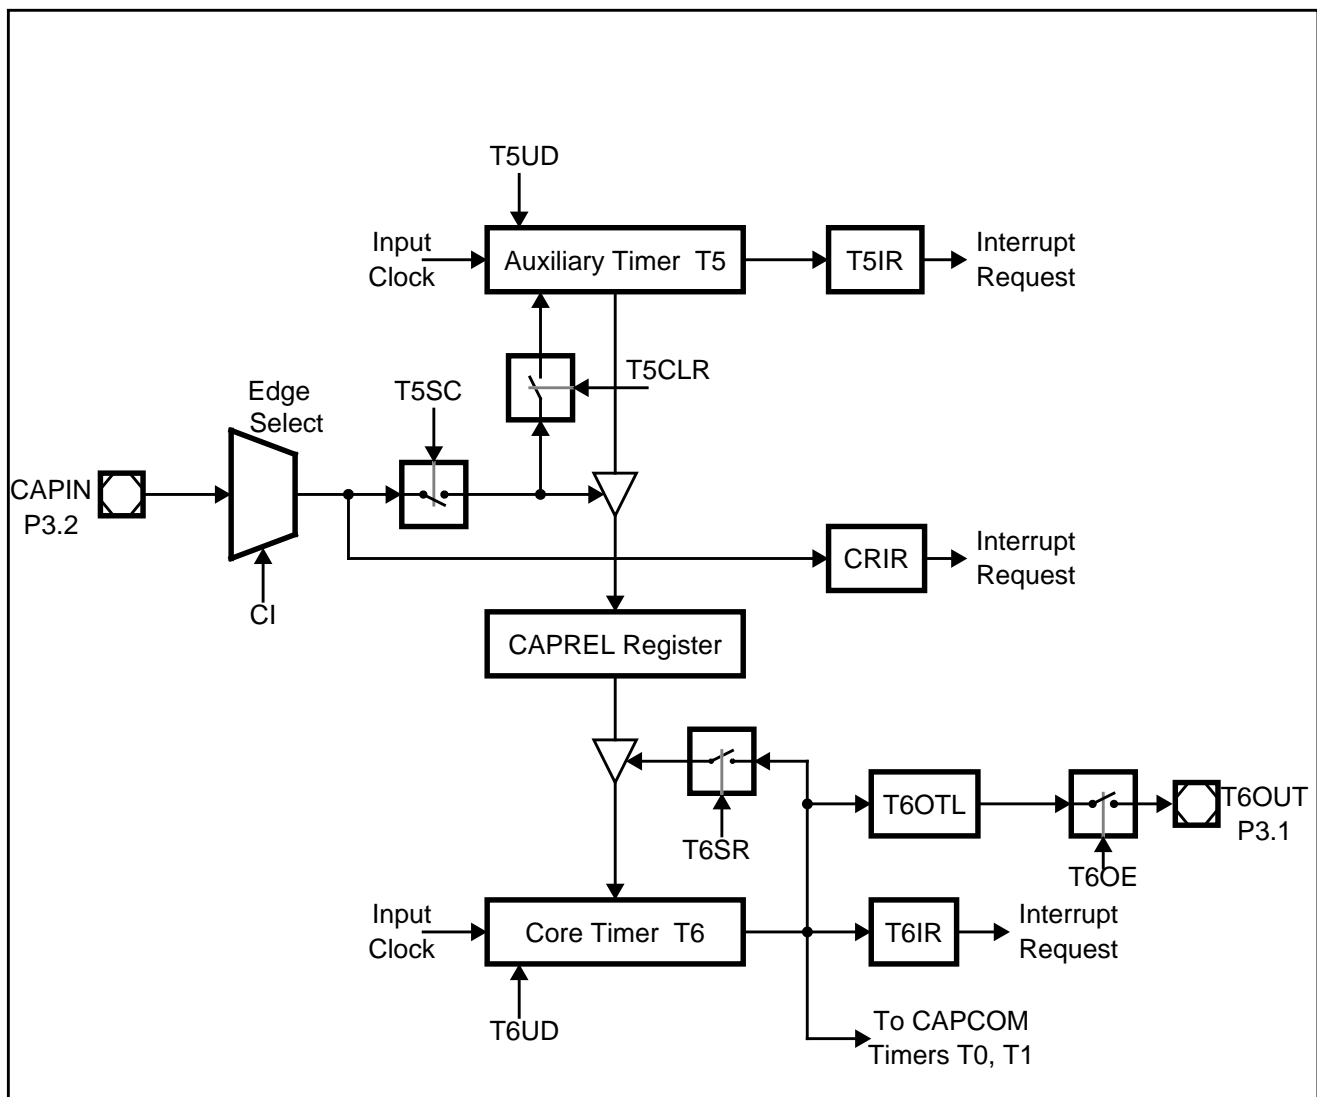 T5UD
Input
Clock
Auxiliary Timer T5
T5IR
Interrupt
Request
T5CLR
Edge
Select
T5SC
CAPIN
P3.2
CI
CRIR
Interrupt
Request
CAPREL Register
T6SR
T6OTL
T6OE
T6OUT
P3.1
Input
Clock
Core Timer T6
T6IR
Interrupt
Request
T6UD
To CAPCOM
Timers T0, T1